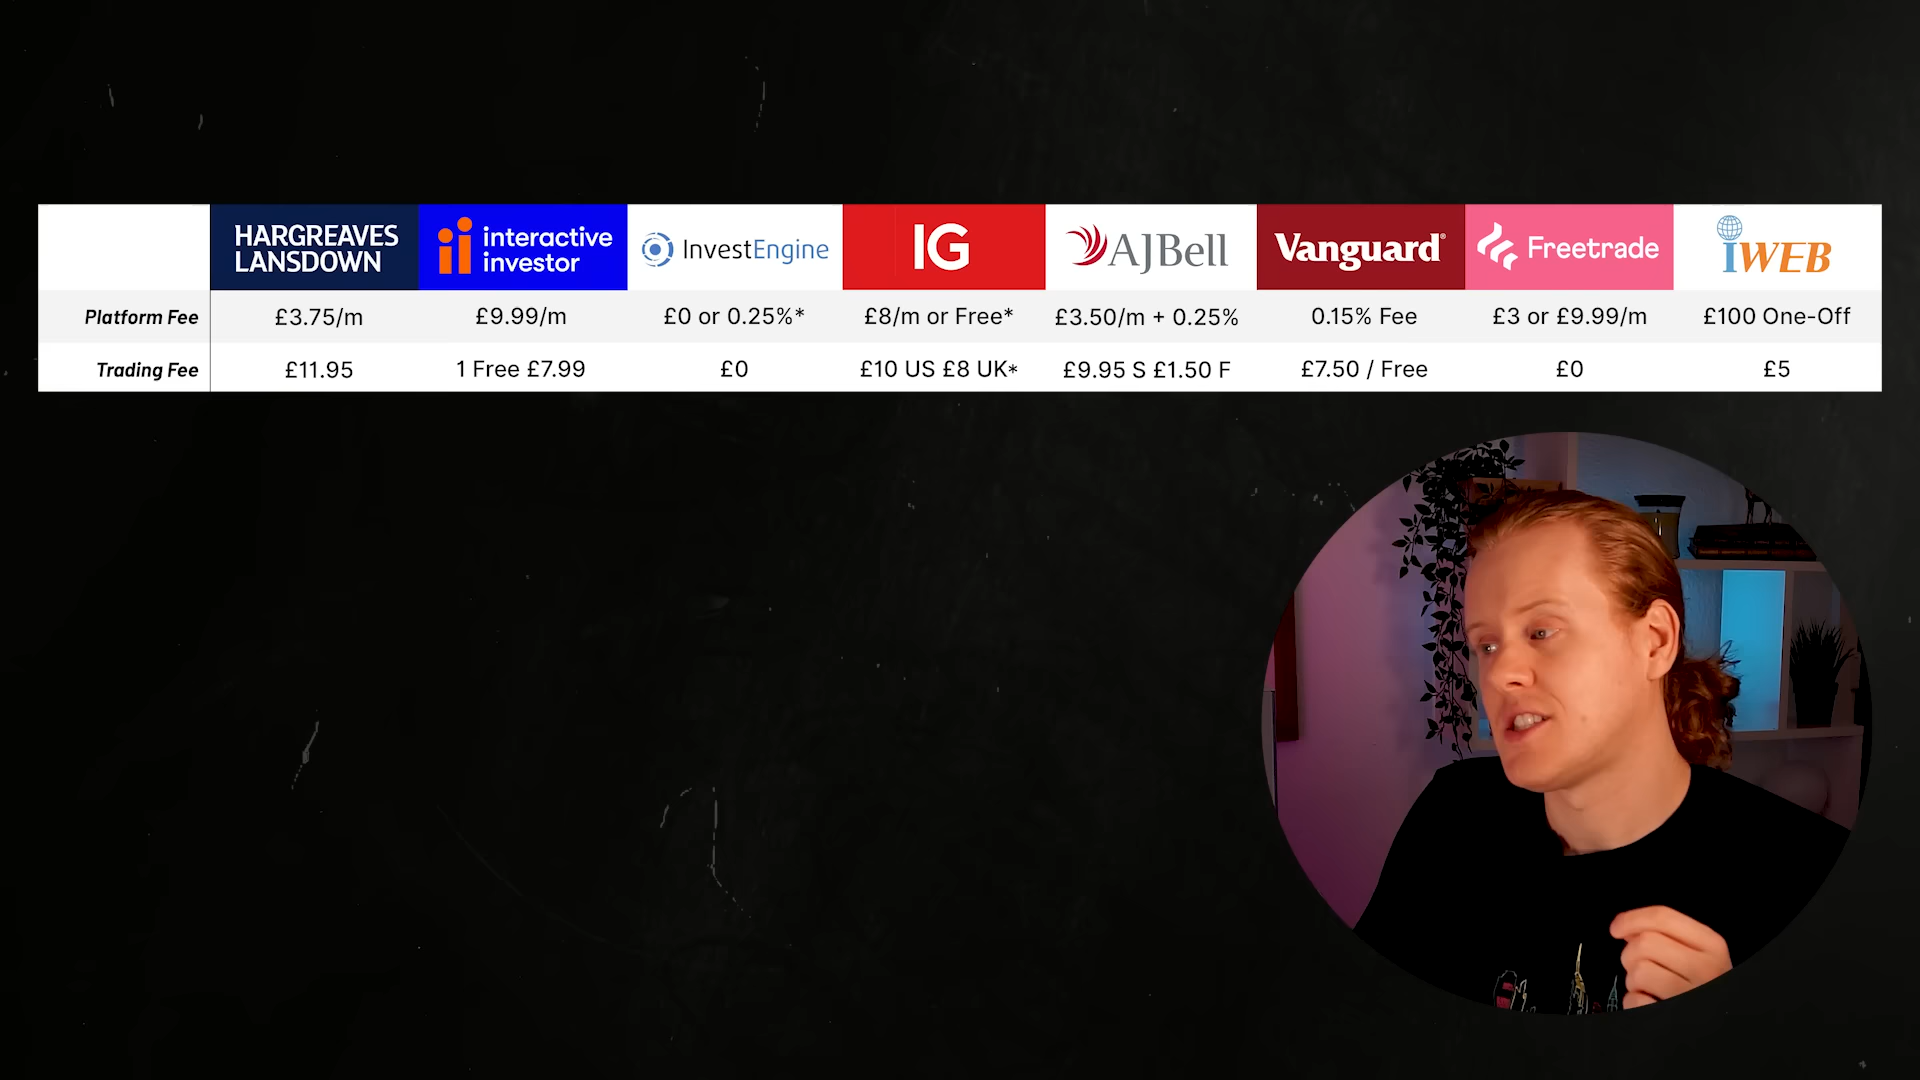 HARGREAVES LANSDOWN
interactive investor
InvestEngine
IG
AJBell
Vanguard®
Freetrade
iWEB
Platform Fee £3.75/m £9.99/m £0 or 0.25%* £8/m or Free* £3.50/m + 0.25% 0.15% Fee £3 or £9.99/m £100 One-Off
Trading Fee £11.95 1 Free £7.99 £0 £10 US £8 UK* £9.95 S £1.50 F £7.50 / Free £0 £5